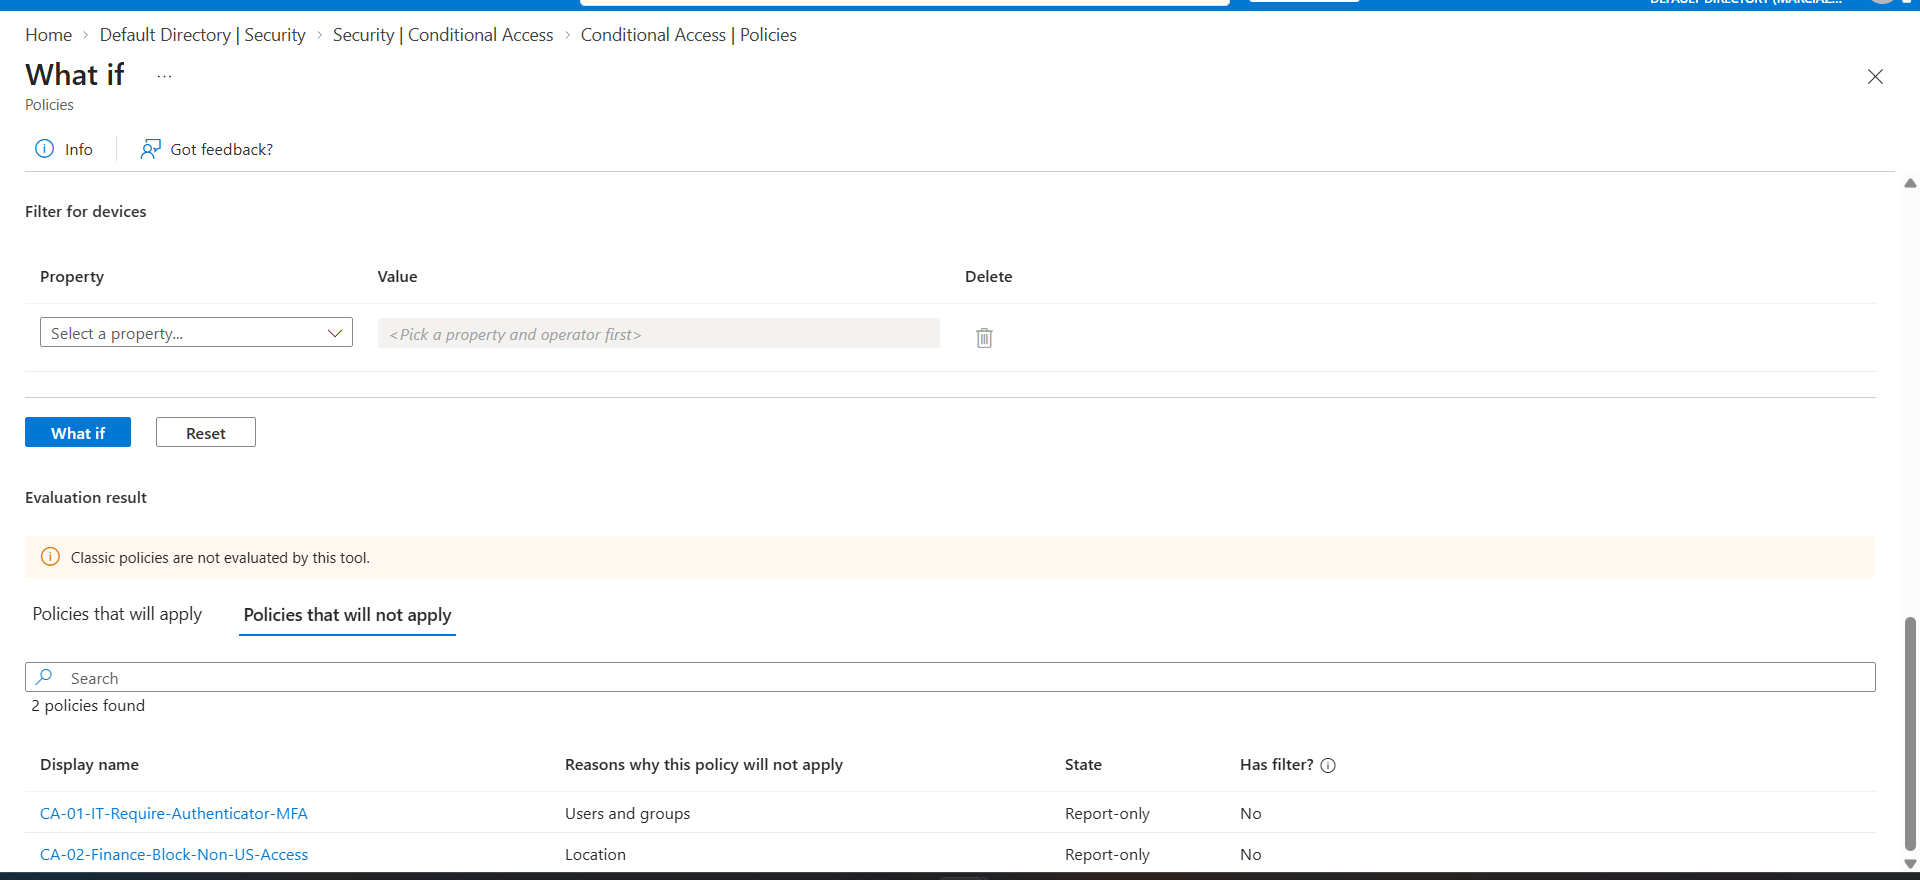 Home > Default Directory | Security > Security | Conditional Access > Conditional Access | Policies
What if ...
Policies
Info
Got feedback?
Filter for devices
Property Value Delete
Select a property... <Pick a property and operator first>
What if Reset
Evaluation result
Classic policies are not evaluated by this tool.
Policies that will apply Policies that will not apply
Search
2 policies found
Display name Reasons why this policy will not apply State Has filter?
CA-01-IT-Require-Authenticator-MFA Users and groups Report-only No
CA-02-Finance-Block-Non-US-Access Location Report-only No